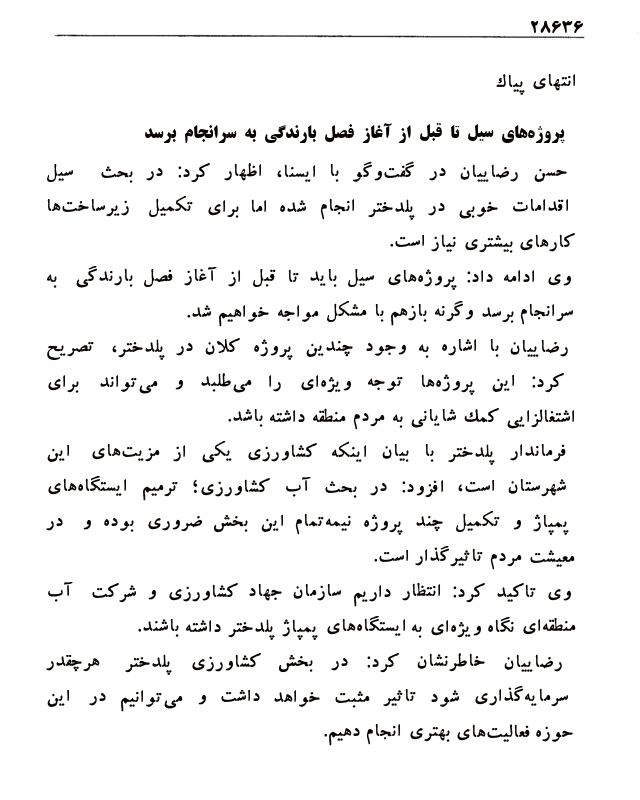 ۲۸۶۳۶
انتهای پیاك
پروژه‌های سیل تا قبل از آغاز فصل بارندگی به سرانجام برسد
حسن رضاییان در گفت‌وگو با ایسنا، اظهار کرد: در بحث سیل
اقدامات خوبی در پلدختر انجام شده اما برای تکمیل زیرساخت‌ها
کارهای بیشتری نیاز است.
وی ادامه داد: پروژه‌های سیل باید تا قبل از آغاز فصل بارندگی به
سرانجام برسد وگرنه بازهم با مشکل مواجه خواهیم شد.
رضاییان با اشاره به وجود چندین پروژه کلان در پلدختر، تصریح
کرد: این پروژه‌ها توجه ویژه‌ای را می‌طلبد و می‌تواند برای
اشتغالزایی کمك شایانی به مردم منطقه داشته باشد.
فرماندار پلدختر با بیان اینکه کشاورزی یکی از مزیت‌های این
شهرستان است، افزود: در بحث آب کشاورزی؛ ترمیم ایستگاه‌های
پمپاژ و تکمیل چند پروژه نیمه‌تمام این بخش ضروری بوده و در
معیشت مردم تاثیرگذار است.
وی تاکید کرد: انتظار داریم سازمان جهاد کشاورزی و شرکت آب
منطقه‌ای نگاه ویژه‌ای به ایستگاه‌های پمپاژ پلدختر داشته باشند.
رضاییان خاطرنشان کرد: در بخش کشاورزی پلدختر هرچقدر
سرمایه‌گذاری شود تاثیر مثبت خواهد داشت و می‌توانیم در این
حوزه فعالیت‌های بهتری انجام دهیم.